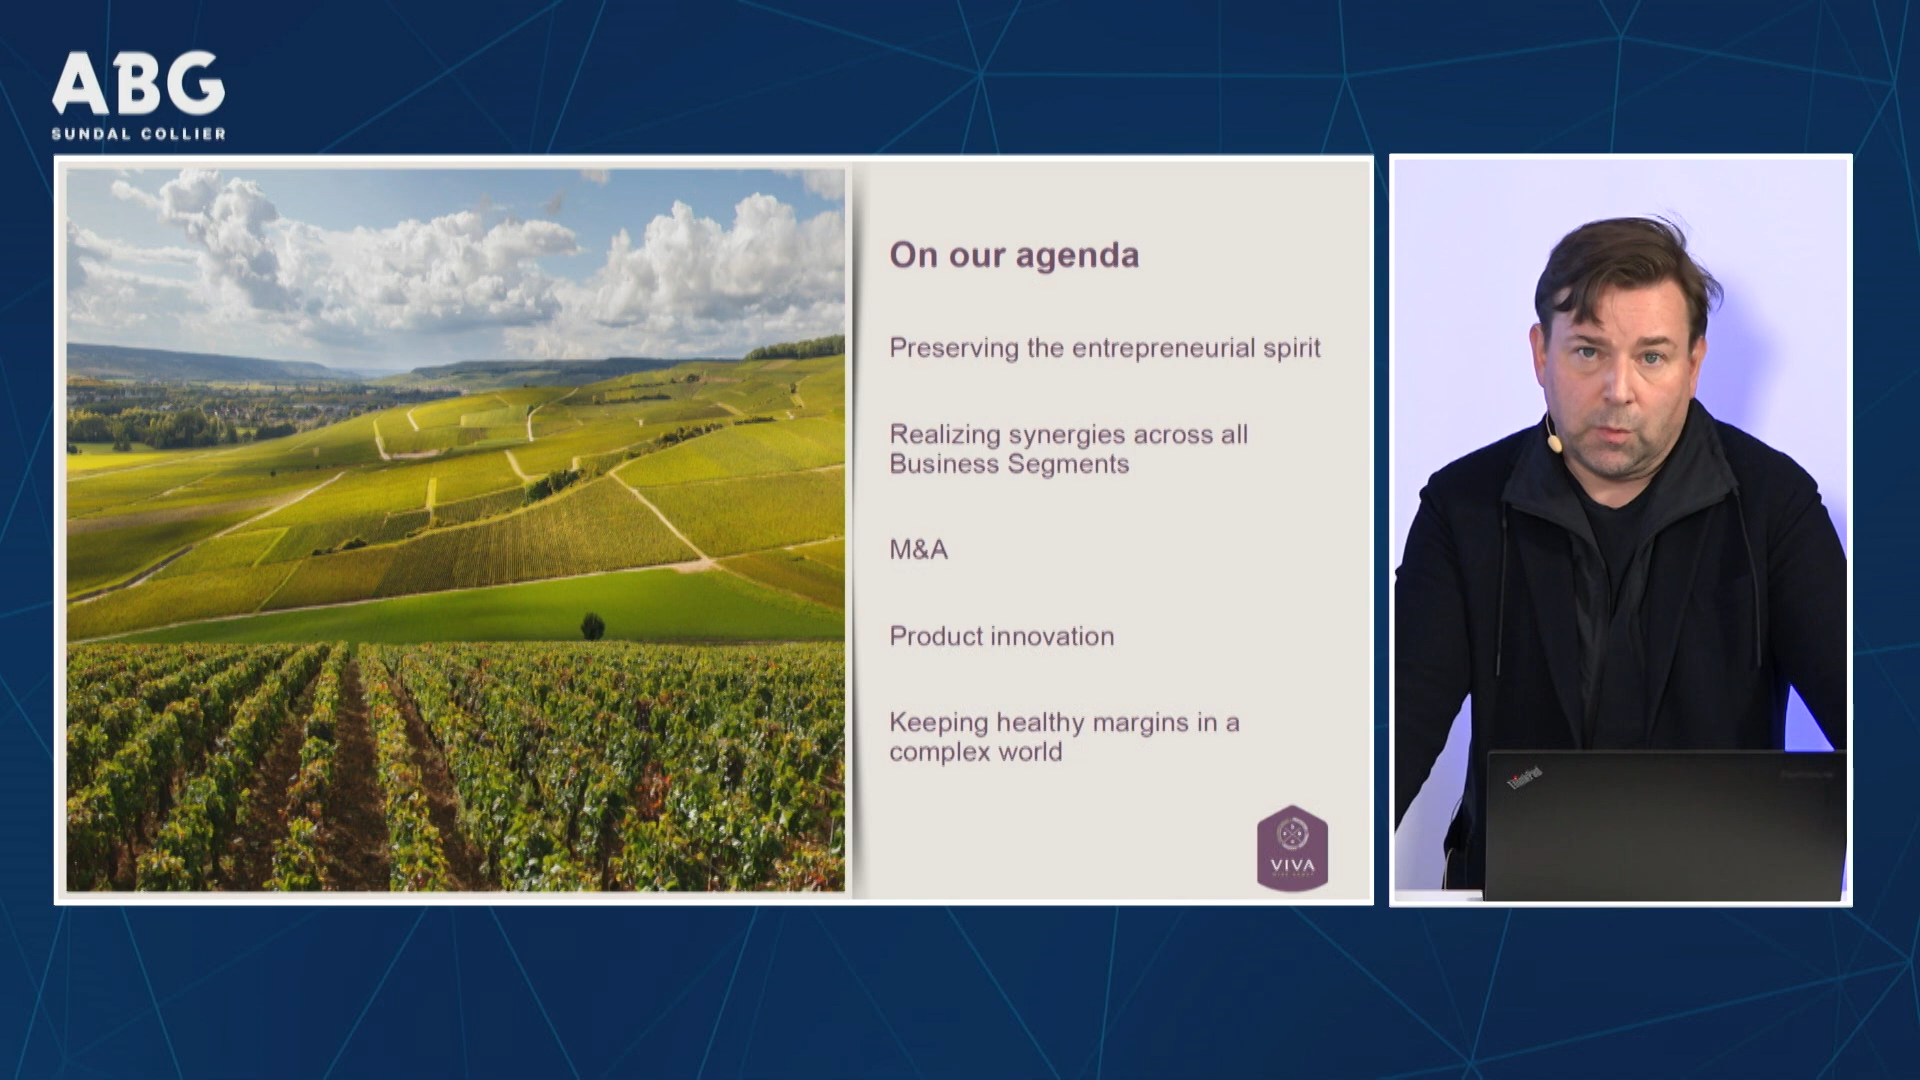 ABG
SUNDAL COLLIER
On our agenda
Preserving the entrepreneurial spirit
Realizing synergies across all
Business Segments
M&A
Product innovation
Keeping healthy margins in a
complex world
VIVA
ThinkPad